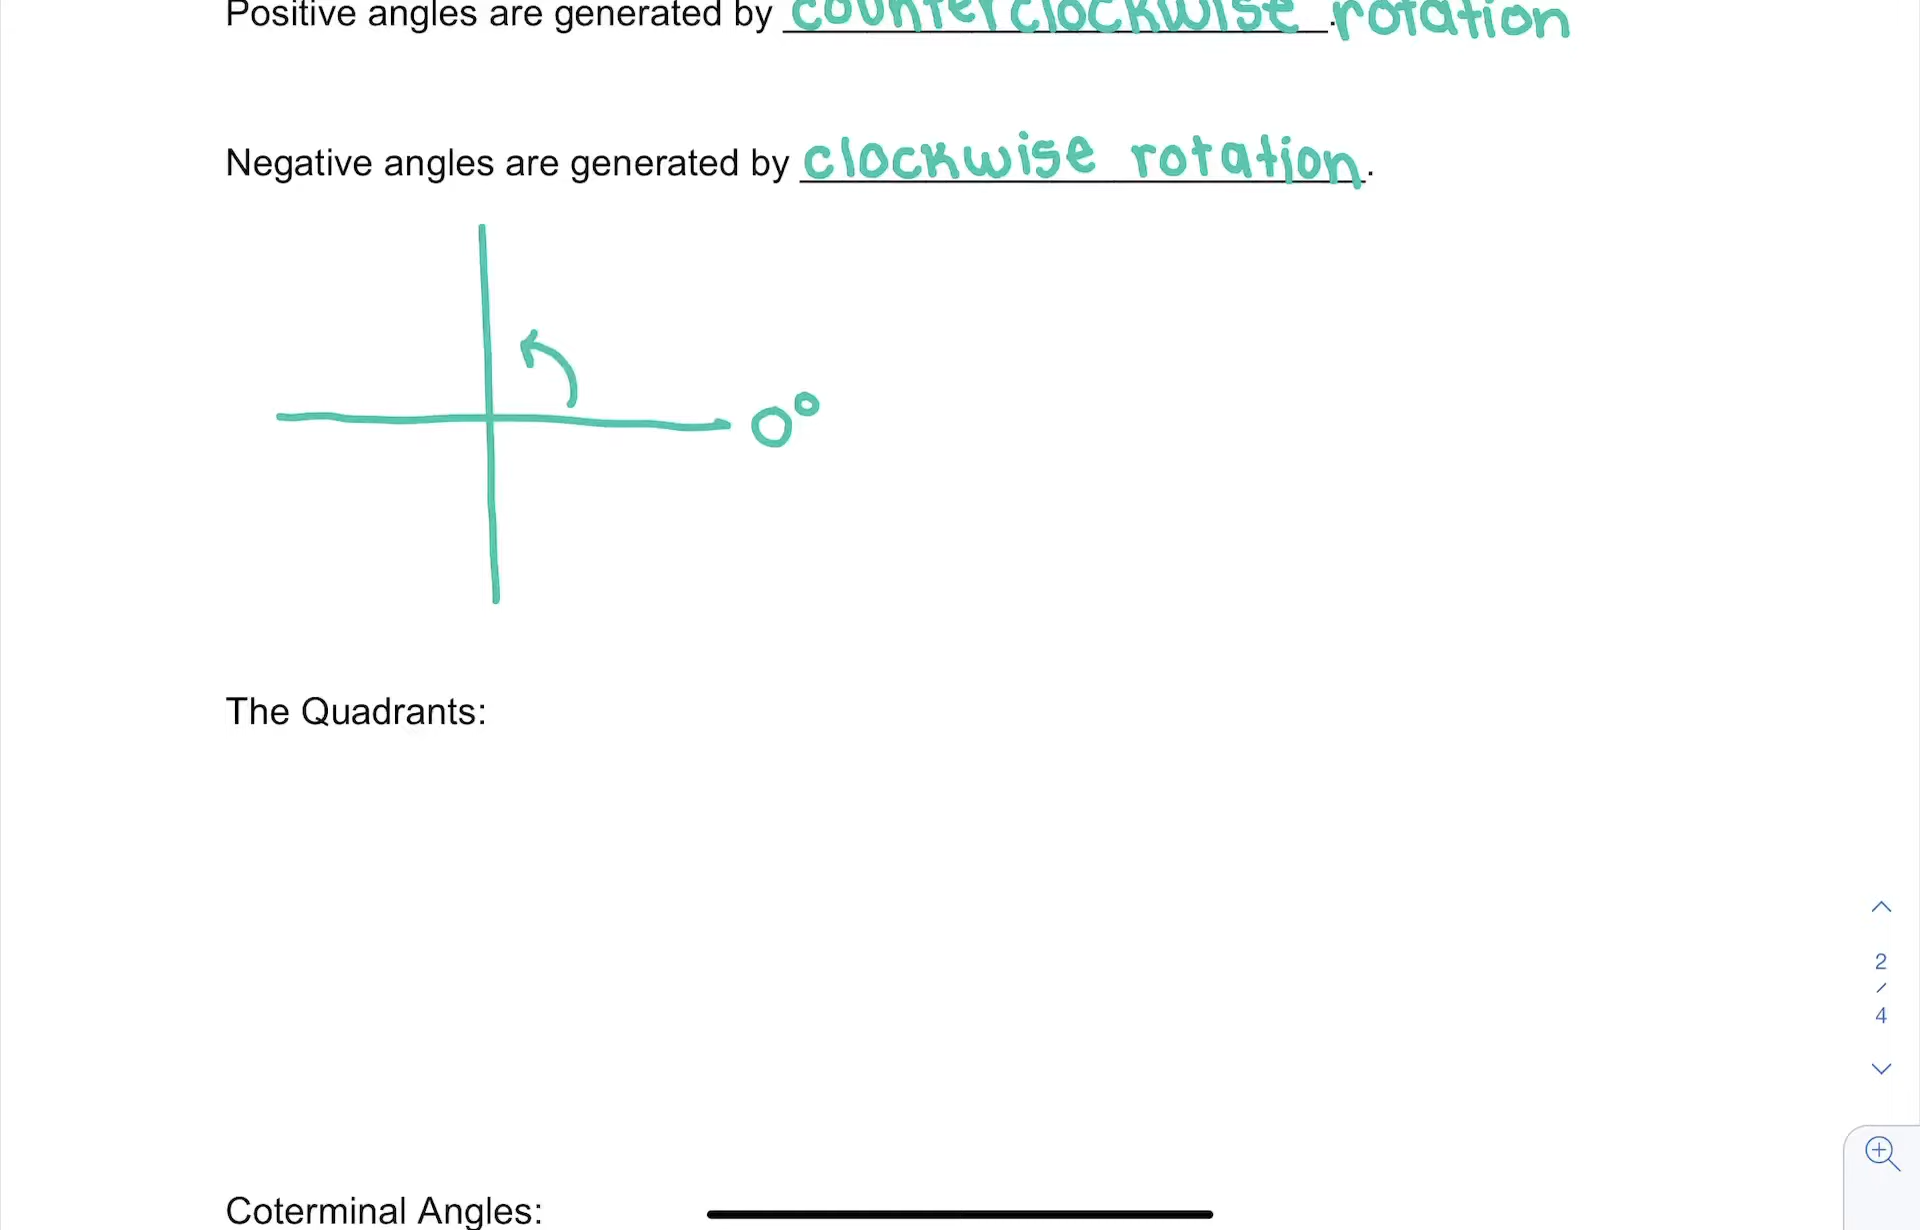 Positive angles are generated by counterclockwise. rotation
Negative angles are generated by clockwise rotation.
0°
The Quadrants:
2
/
4
Coterminal Angles: